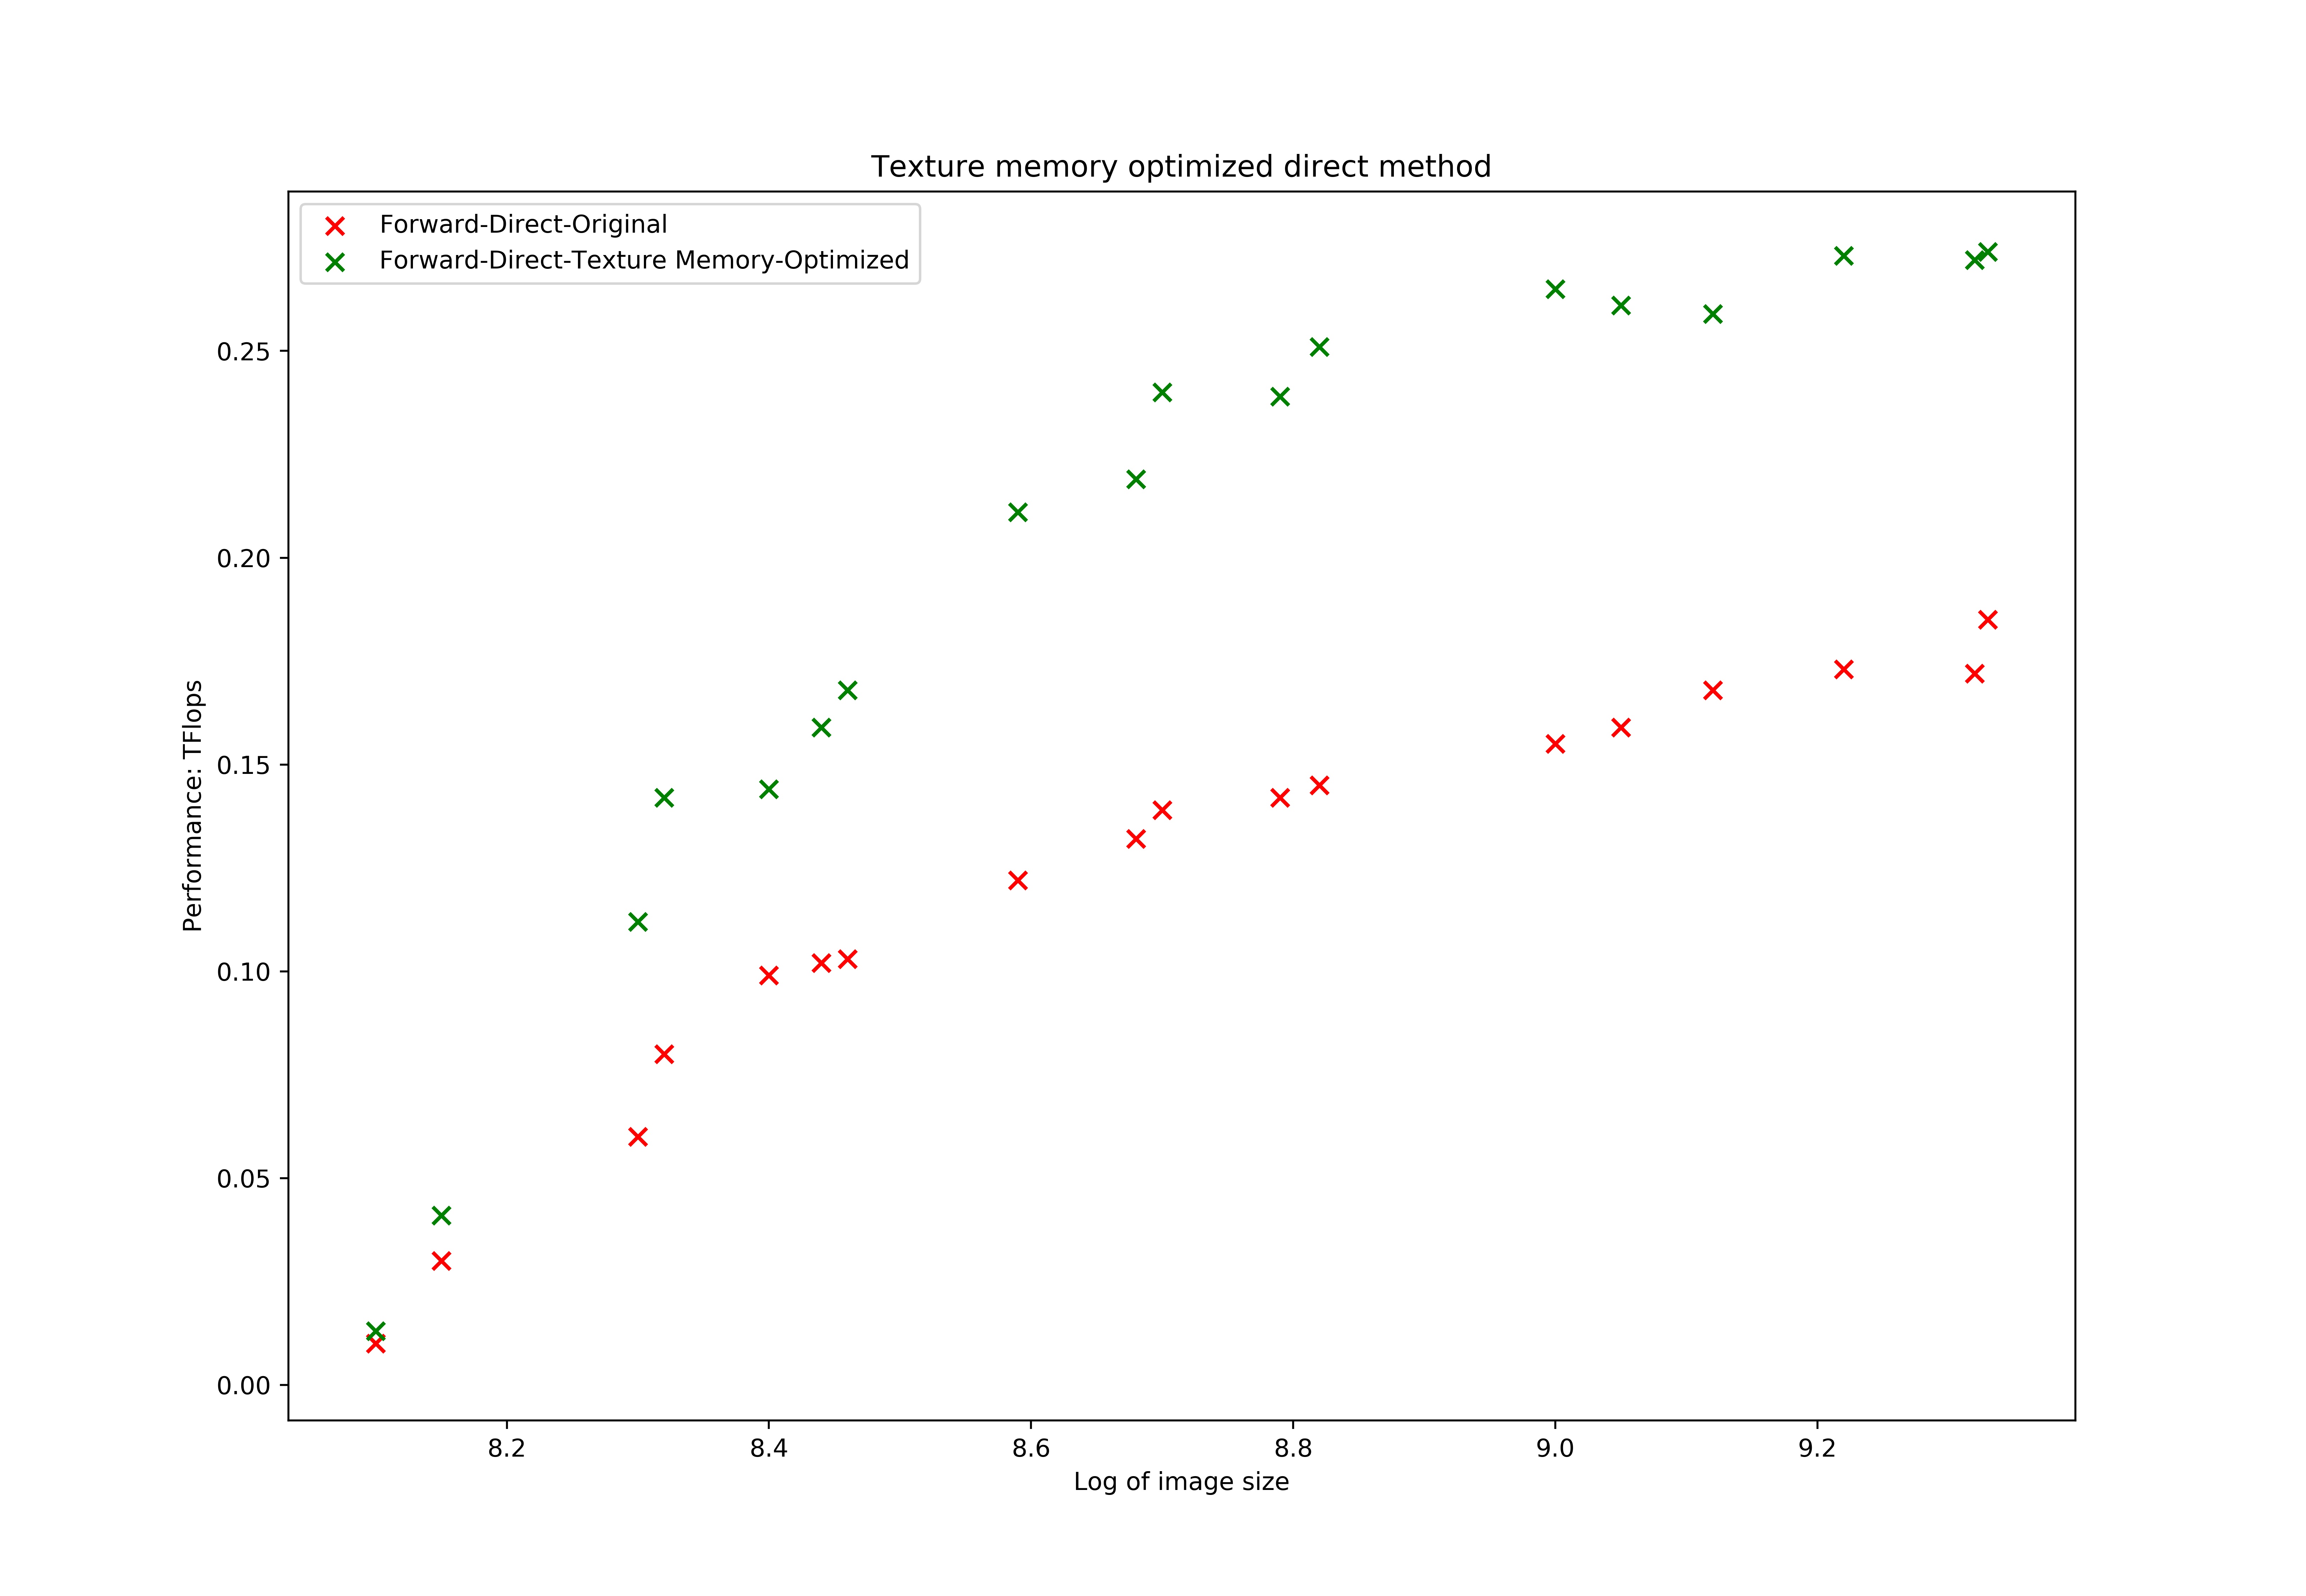 Texture memory optimized direct method
Forward-Direct-Original
Forward-Direct-Texture Memory-Optimized
Performance: TFlops
0.25
0.20
0.15
0.10
0.05
0.00
8.2 8.4 8.6 8.8 9.0 9.2
Log of image size